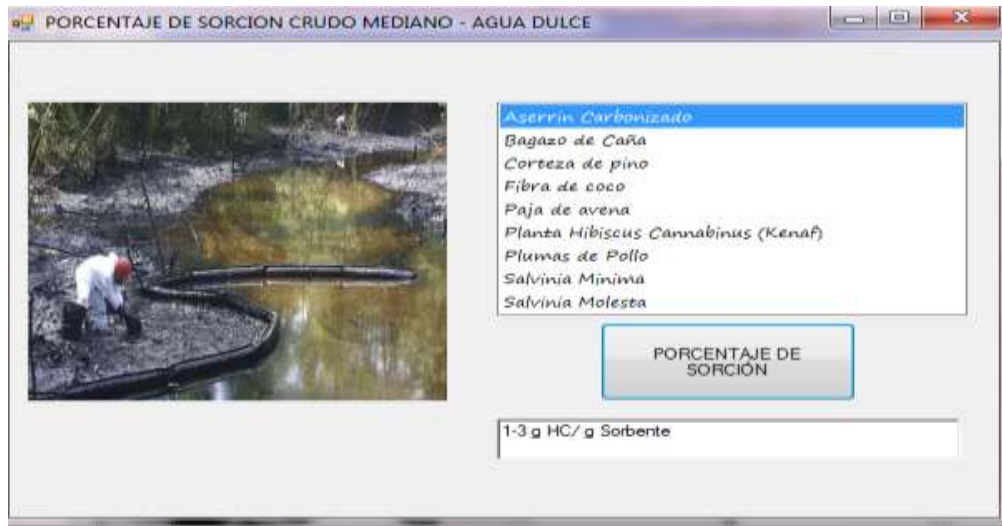 PORCENTAJE DE SORCION CRUDO MEDIANO - AGUA DULCE
Aserrín Carbonizado
Bagazo de Caña
Corteza de pino
Fibra de coco
Paja de avena
Planta Hibiscus Cannabinus (Kenaf)
Plumas de Pollo
Salvinia Minima
Salvinia Molesta
PORCENTAJE DE
SORCIÓN
1-3 g HC/ g Sorbente